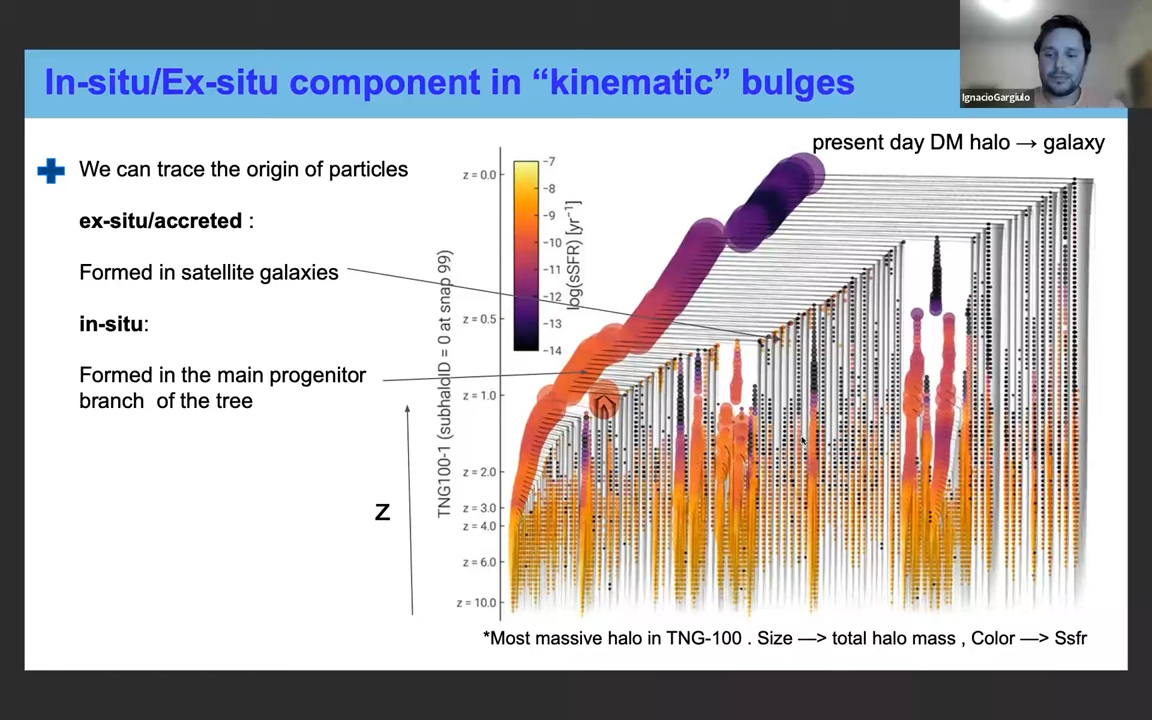 In-situ/Ex-situ component in “kinematic” bulges
IgnacioGargiulo
present day DM halo → galaxy
We can trace the origin of particles
ex-situ/accreted :
Formed in satellite galaxies
in-situ:
Formed in the main progenitor
branch of the tree
z
TNG100-1 (subhaloID = 0 at snap 99)
z = 0.0
z = 0.5
z = 1.0
z = 2.0
z = 3.0
z = 4.0
z = 6.0
z = 10.0
−7
−8
−9
−10
−11
−12
−13
−14
log(sSFR) [yr⁻¹]
*Most massive halo in TNG-100 . Size —> total halo mass , Color —> Ssfr